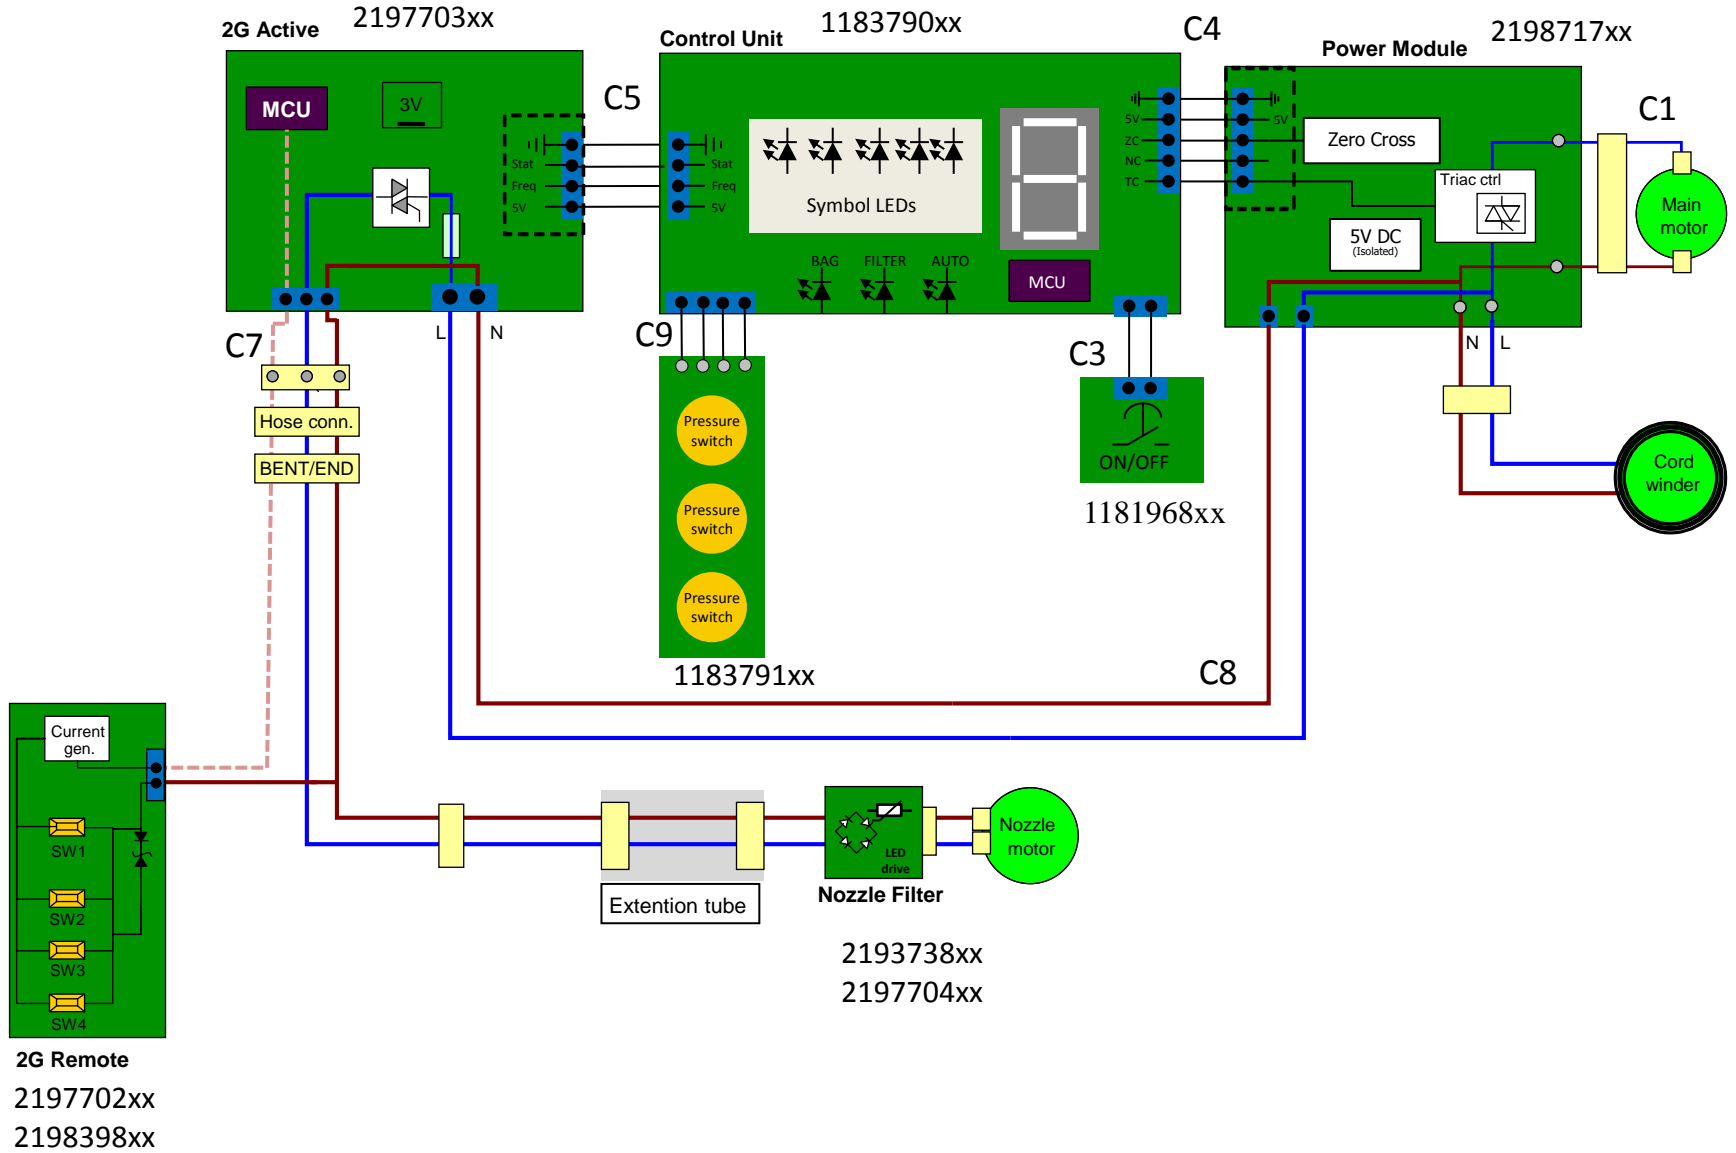 2G Active
2197703xx
MCU
3V
Stat
Freq
5V
C5
L
N
C7
Hose conn.
BENT/END
Control Unit
1183790xx
Stat
Freq
5V
Symbol LEDs
BAG
FILTER
AUTO
MCU
5V
ZC
NC
TC
C4
C9
Pressure
switch
Pressure
switch
Pressure
switch
1183791xx
C3
ON/OFF
1181968xx
Power Module
2198717xx
5V
Zero Cross
Triac ctrl
5V DC
(Isolated)
N
L
C1
Main
motor
Cord
winder
C8
Current
gen.
SW1
SW2
SW3
SW4
2G Remote
2197702xx
2198398xx
Extention tube
LED
drive
Nozzle Filter
2193738xx
2197704xx
Nozzle
motor